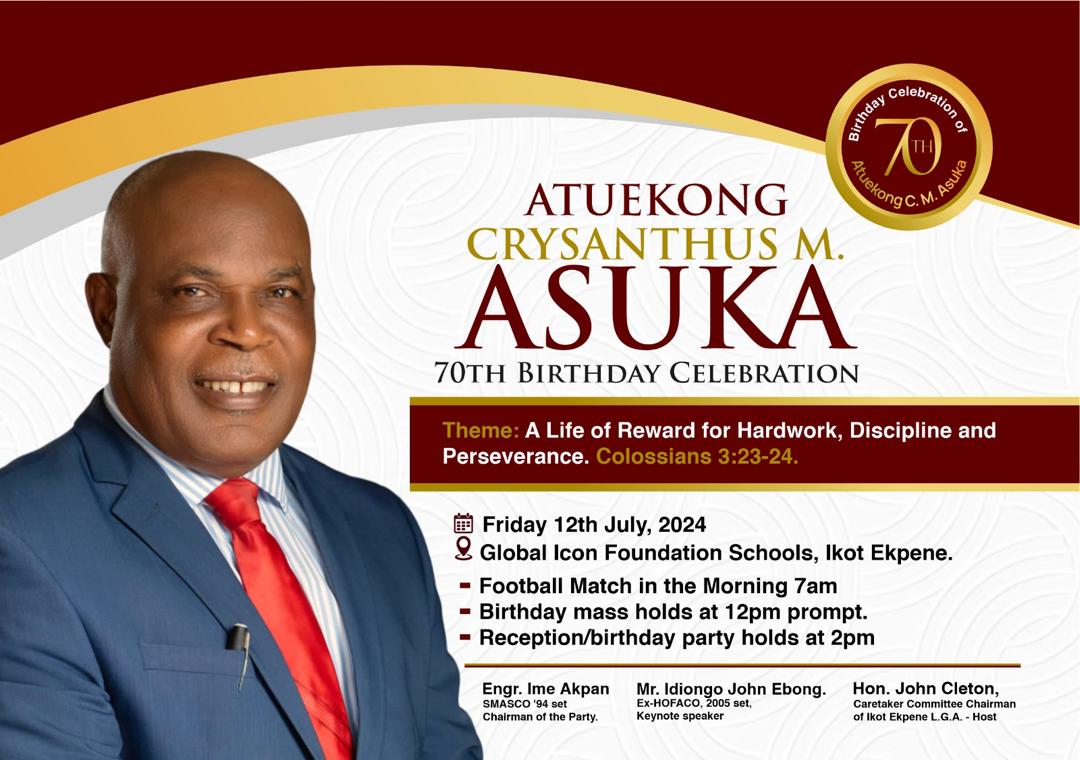 Birthday Celebration of
70TH
Atuekong C. M. Asuka
ATUEKONG
CRYSANTHUS M.
ASUKA
70TH BIRTHDAY CELEBRATION
Theme: A Life of Reward for Hardwork, Discipline and
Perseverance. Colossians 3:23-24.
Friday 12th July, 2024
Global Icon Foundation Schools, Ikot Ekpene.
- Football Match in the Morning 7am
- Birthday mass holds at 12pm prompt.
- Reception/birthday party holds at 2pm
Engr. Ime Akpan
SMASCO '94 set
Chairman of the Party.
Mr. Idiongo John Ebong.
Ex-HOFACO, 2005 set,
Keynote speaker
Hon. John Cleton,
Caretaker Committee Chairman
of Ikot Ekpene L.G.A. - Host